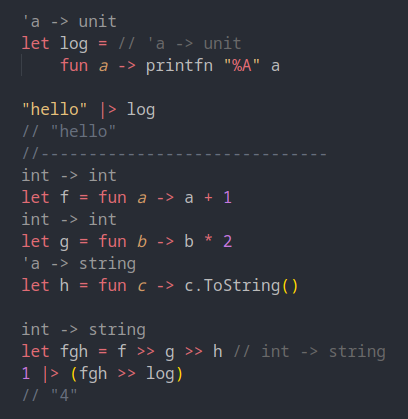 'a -> unit
let log = // 'a -> unit
    fun a -> printfn "%A" a

"hello" |> log
// "hello"
//------------------------------
int -> int
let f = fun a -> a + 1
int -> int
let g = fun b -> b * 2
'a -> string
let h = fun c -> c.ToString()

int -> string
let fgh = f >> g >> h // int -> string
1 |> (fgh >> log)
// "4"